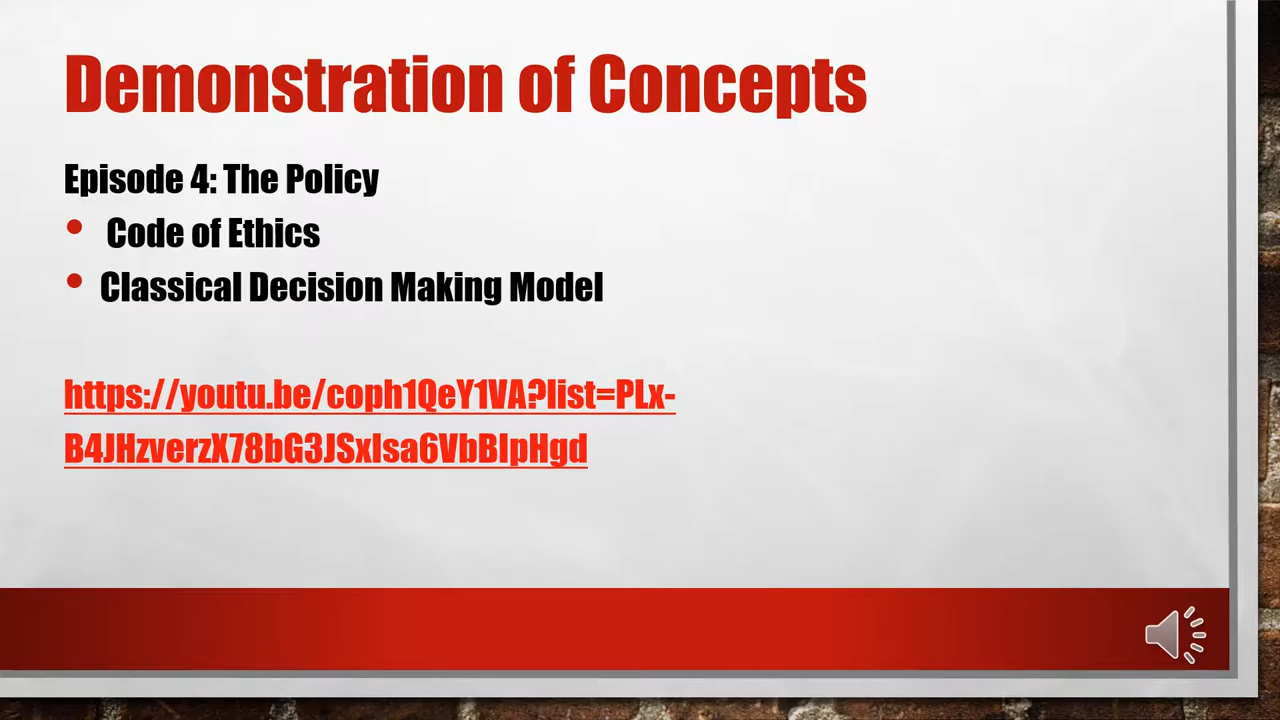 Demonstration of Concepts
Episode 4: The Policy
• Code of Ethics
• Classical Decision Making Model
https://youtu.be/coph1QeY1VA?list=PLx-
B4JHzverzX78bG3JSxIsa6VbBIpHgd